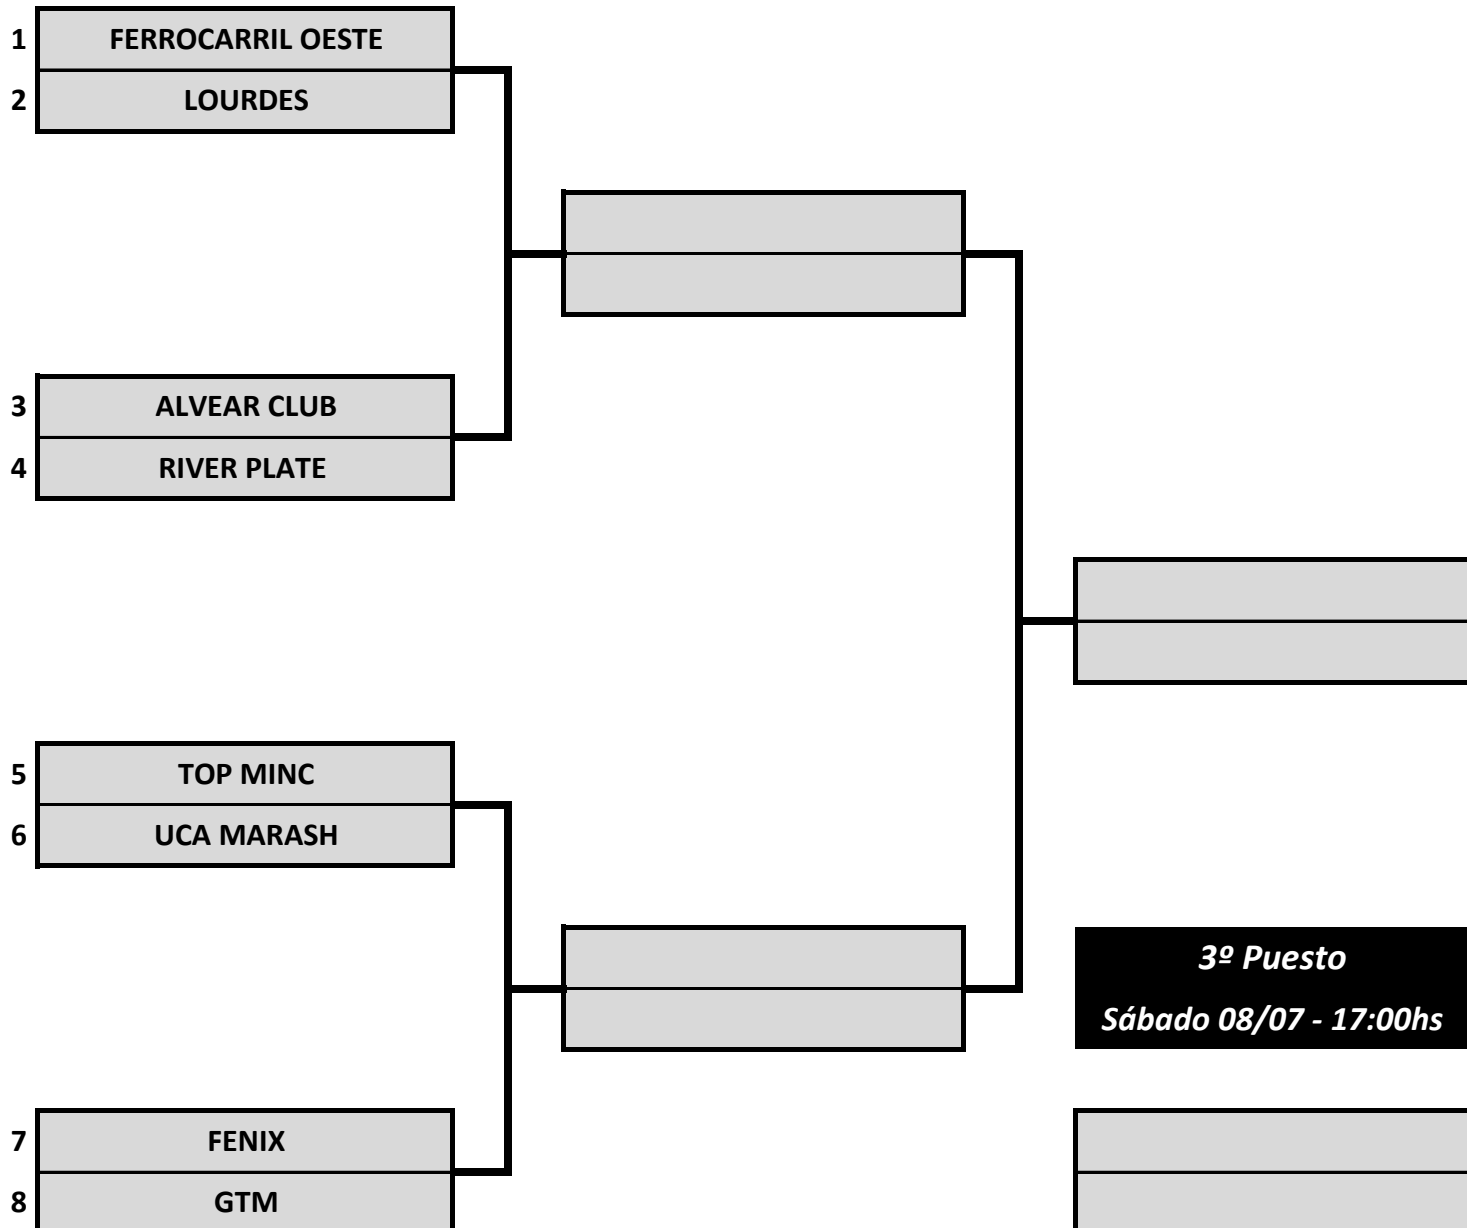 1 FERROCARRIL OESTE
2 LOURDES
3 ALVEAR CLUB
4 RIVER PLATE
5 TOP MINC
6 UCA MARASH
3º Puesto
Sábado 08/07 - 17:00hs
7 FENIX
8 GTM